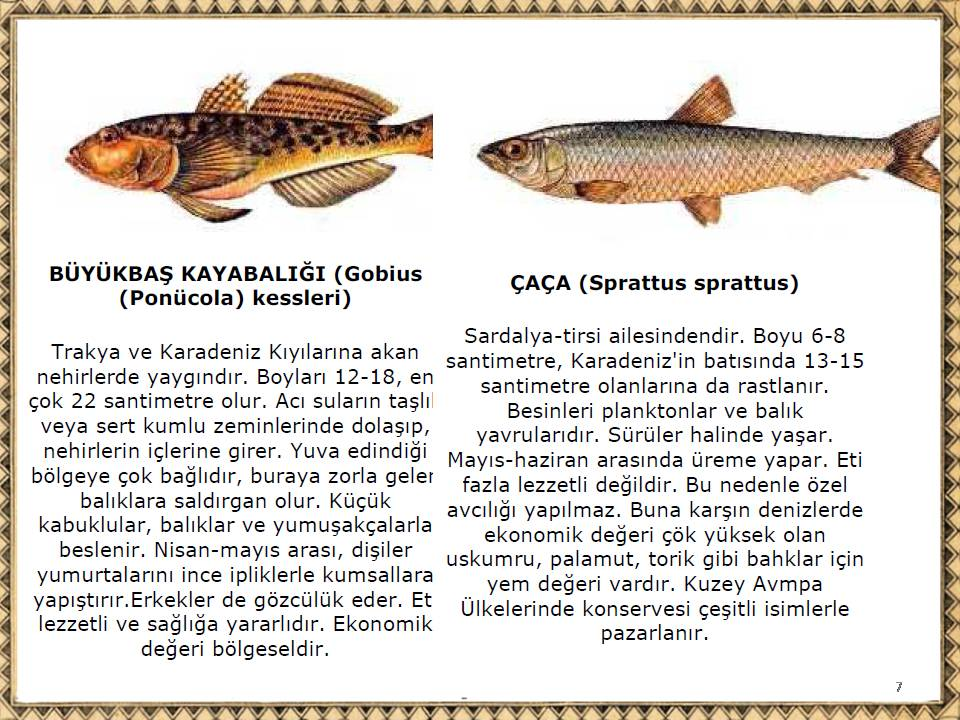 BÜYÜKBAŞ KAYABALIĞI (Gobius
(Ponücola) kessleri)
Trakya ve Karadeniz Kıyılarına akan
nehirlerde yaygındır. Boyları 12-18, en
çok 22 santimetre olur. Acı suların taşlı
veya sert kumlu zeminlerinde dolaşıp,
nehirlerin içlerine girer. Yuva edindiği
bölgeye çok bağlıdır, buraya zorla gelen
balıklara saldırgan olur. Küçük
kabuklular, balıklar ve yumuşakçalarla
beslenir. Nisan-mayıs arası, dişiler
yumurtalarını ince ipliklerle kumsallara
yapıştırır.Erkekler de gözcülük eder. Et
lezzetli ve sağlığa yararlıdır. Ekonomik
değeri bölgeseldir.
ÇAÇA (Sprattus sprattus)
Sardalya-tirsi ailesindendir. Boyu 6-8
santimetre, Karadeniz'in batısında 13-15
santimetre olanlarına da rastlanır.
Besinleri planktonlar ve balık
yavrularıdır. Sürüler halinde yaşar.
Mayıs-haziran arasında üreme yapar. Eti
fazla lezzetli değildir. Bu nedenle özel
avcılığı yapılmaz. Buna karşın denizlerde
ekonomik değeri çök yüksek olan
uskumru, palamut, torik gibi bahklar için
yem değeri vardır. Kuzey Avmpa
Ülkelerinde konservesi çeşitli isimlerle
pazarlanır.
7